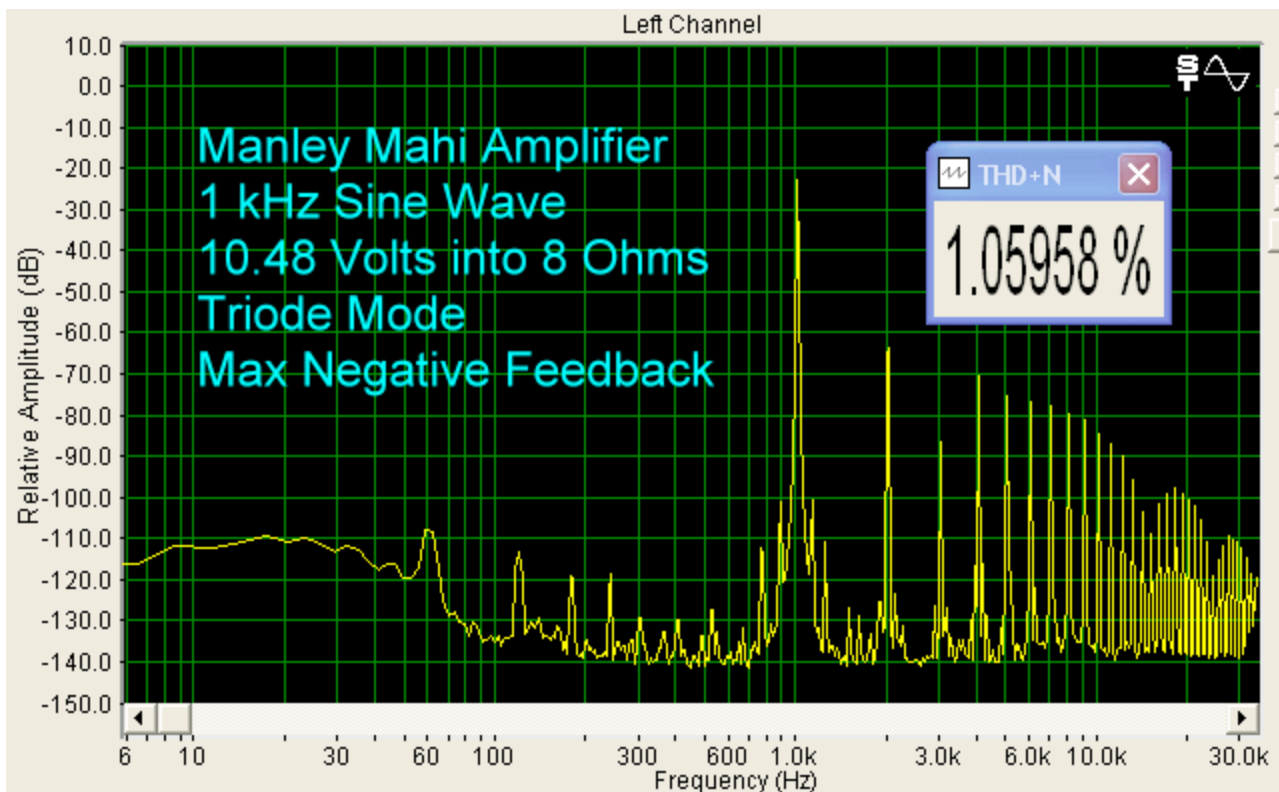 Left Channel
10.0
0.0
-10.0
-20.0
-30.0
-40.0
-50.0
-60.0
-70.0
-80.0
-90.0
-100.0
-110.0
-120.0
-130.0
-140.0
-150.0
Relative Amplitude (dB)
Manley Mahi Amplifier
1 kHz Sine Wave
10.48 Volts into 8 Ohms
Triode Mode
Max Negative Feedback
S
T
THD+N
1.05958 %
6 10 30 60 100 300 600 1.0k 3.0k 6.0k 10.0k 30.0k
Frequency (Hz)